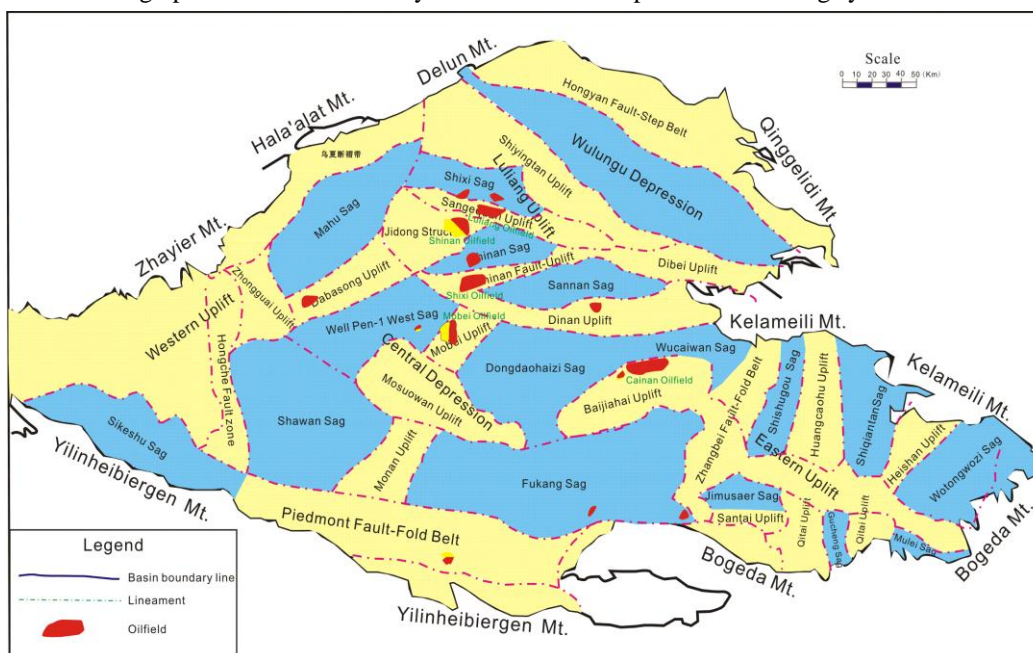 Scale
0 10 20 30 40 50 (Km)
Delun Mt.
Hala'alat Mt.
Zhayier Mt.
Qinggelidi Mt.
Kelameili Mt.
Kelameili Mt.
Bogeda Mt.
Bogeda Mt.
Yilinheibiergen Mt.
Yilinheibiergen Mt.
Hongyan Fault-Step Belt
Wulungu Depression
Shiyingtan Uplift
Luliang Uplift
乌夏断褶带
Mahu Sag
Shixi Sag
Uplift
Luliang Oilfield
Jidong Struct
Shinan Oilfield
Sag
Fault-Uplift
Shixi Oilfield
Sannan Sag
Dibei Uplift
Dabasong Uplift
Zhongguai Uplift
Western Uplift
Hongche Fault zone
Well Pen-1 West Sag
Mobei Oilfield
Mobei Uplift
Dinan Uplift
Central Depression
Mosuowan Uplift
Dongdaohaizi Sag
Wucaiwan Sag
Cainan Oilfield
Baijiahai Uplift
Shawan Sag
Sikeshu Sag
Monan Uplift
Fukang Sag
Piedmont Fault-Fold Belt
Zhangbei Fault-Fold Belt
Shishugou Sag
Huangcaohu Uplift
Shiqiantan Sag
Eastern Uplift
Heishan Uplift
Wotongwozi Sag
Jimusaer Sag
Santai Uplift
Qitai Uplift
Gucheng Sag
Qitai Uplift
Mulei Sag
Legend
Basin boundary line
Lineament
Oilfield